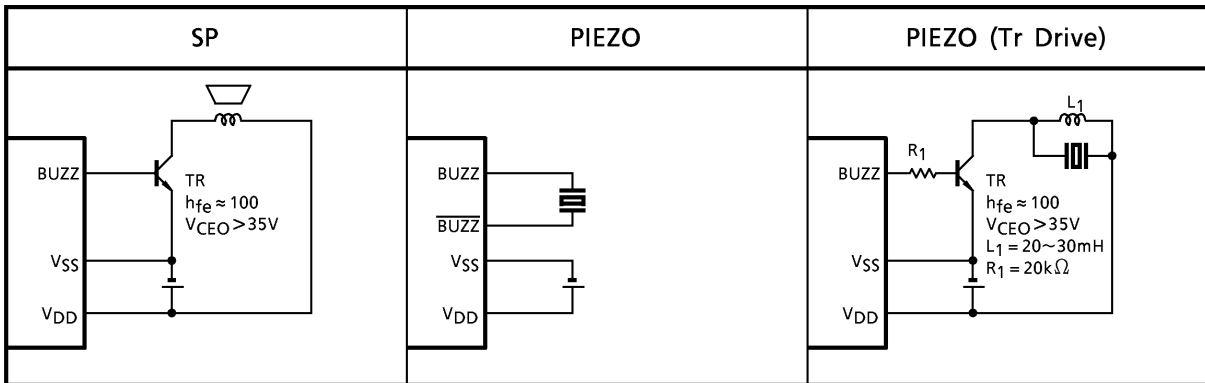 SP
PIEZO
PIEZO (Tr Drive)
BUZZ
TR
hfe ≈ 100
VCEO > 35V
VSS
VDD
BUZZ
B̅U̅Z̅Z̅
VSS
VDD
L1
R1
BUZZ
TR
hfe ≈ 100
VCEO > 35V
L1 = 20~30mH
R1 = 20kΩ
VSS
VDD